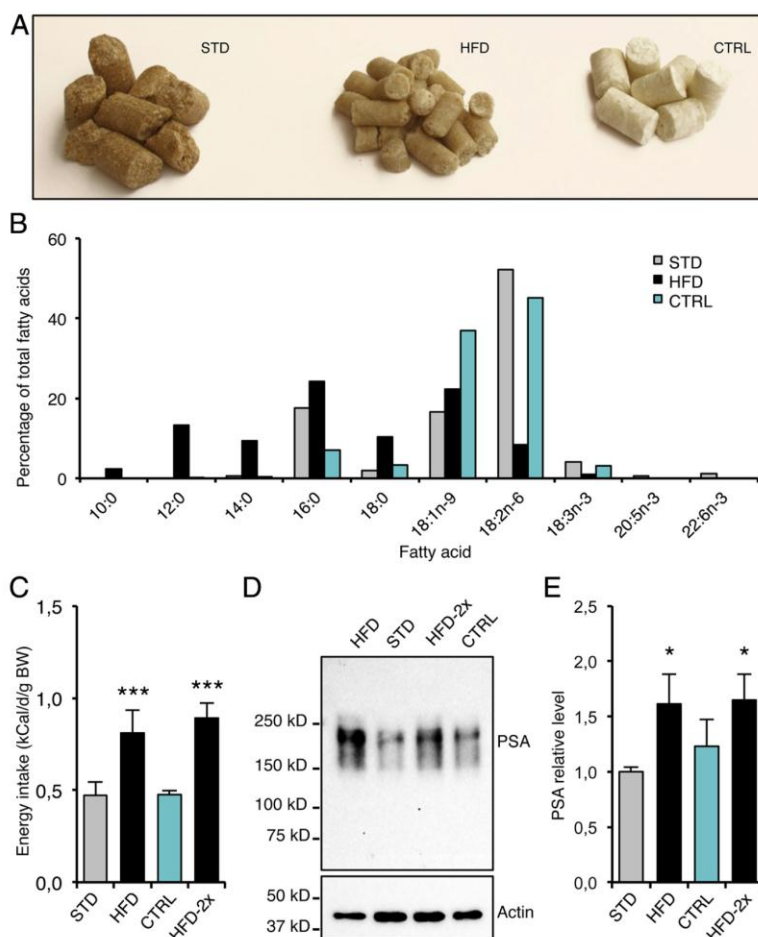 A
STD
HFD
CTRL
B
Percentage of total fatty acids
60
40
20
0
STD
HFD
CTRL
10:0
12:0
14:0
16:0
18:0
18:1n-9
18:2n-6
18:3n-3
20:5n-3
22:6n-3
Fatty acid
C
Energy intake (kCal/d/g BW)
1,5
1,0
0,5
0,0
***
***
STD
HFD
CTRL
HFD-2x
D
HFD
STD
HFD-2x
CTRL
250 kD
150 kD
100 kD
75 kD
PSA
50 kD
37 kD
Actin
E
PSA relative level
2,5
2,0
1,5
1,0
0,5
0,0
*
*
STD
HFD
CTRL
HFD-2x